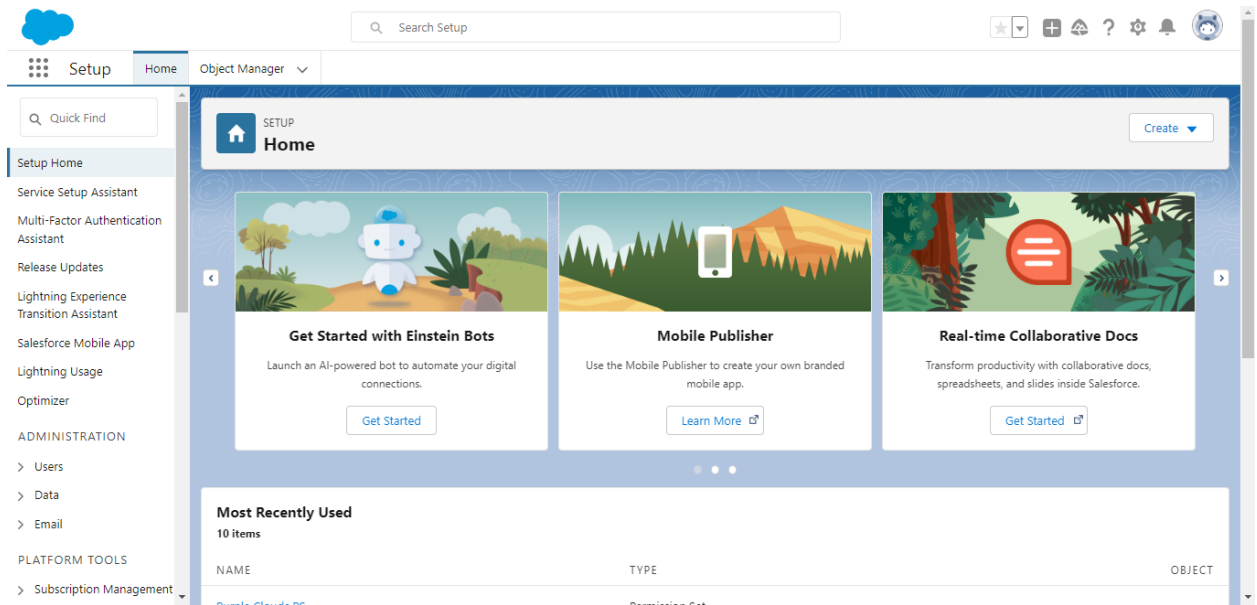 Search Setup
Setup
Home
Object Manager
Quick Find
Setup Home
Service Setup Assistant
Multi-Factor Authentication
Assistant
Release Updates
Lightning Experience
Transition Assistant
Salesforce Mobile App
Lightning Usage
Optimizer
ADMINISTRATION
Users
Data
Email
PLATFORM TOOLS
Subscription Management
SETUP
Home
Create
Get Started with Einstein Bots
Launch an AI-powered bot to automate your digital
connections.
Get Started
Mobile Publisher
Use the Mobile Publisher to create your own branded
mobile app.
Learn More
Real-time Collaborative Docs
Transform productivity with collaborative docs,
spreadsheets, and slides inside Salesforce.
Get Started
Most Recently Used
10 items
NAME TYPE OBJECT
Purple Clouds PS Permission Set